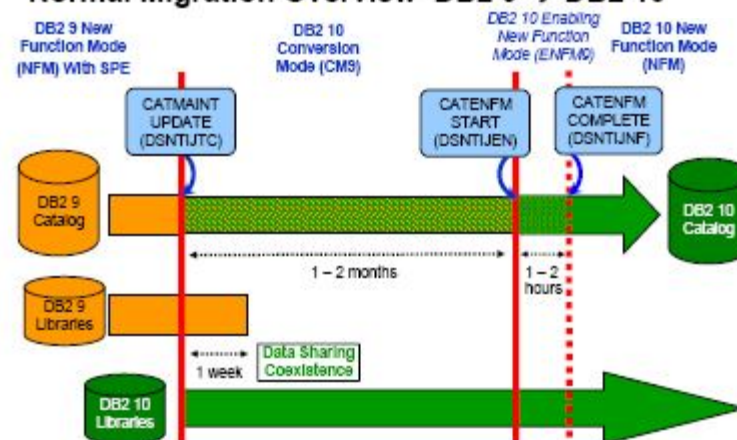 Normal Migration Overview DB2 9 → DB2 10
DB2 9 New
Function Mode
(NFM) With SPE
DB2 10
Conversion
Mode (CM9)
DB2 10 Enabling
New Function
Mode (ENFM9)
DB2 10 New
Function Mode
(NFM)
CATMAINT
UPDATE
(DSNTIJTC)
CATENFM
START
(DSNTIJEN)
CATENFM
COMPLETE
(DSNTIJNF)
DB2 9
Catalog
DB2 10
Catalog
1 – 2 months
1 – 2
hours
DB2 9
Libraries
1 week
Data Sharing
Coexistence
DB2 10
Libraries